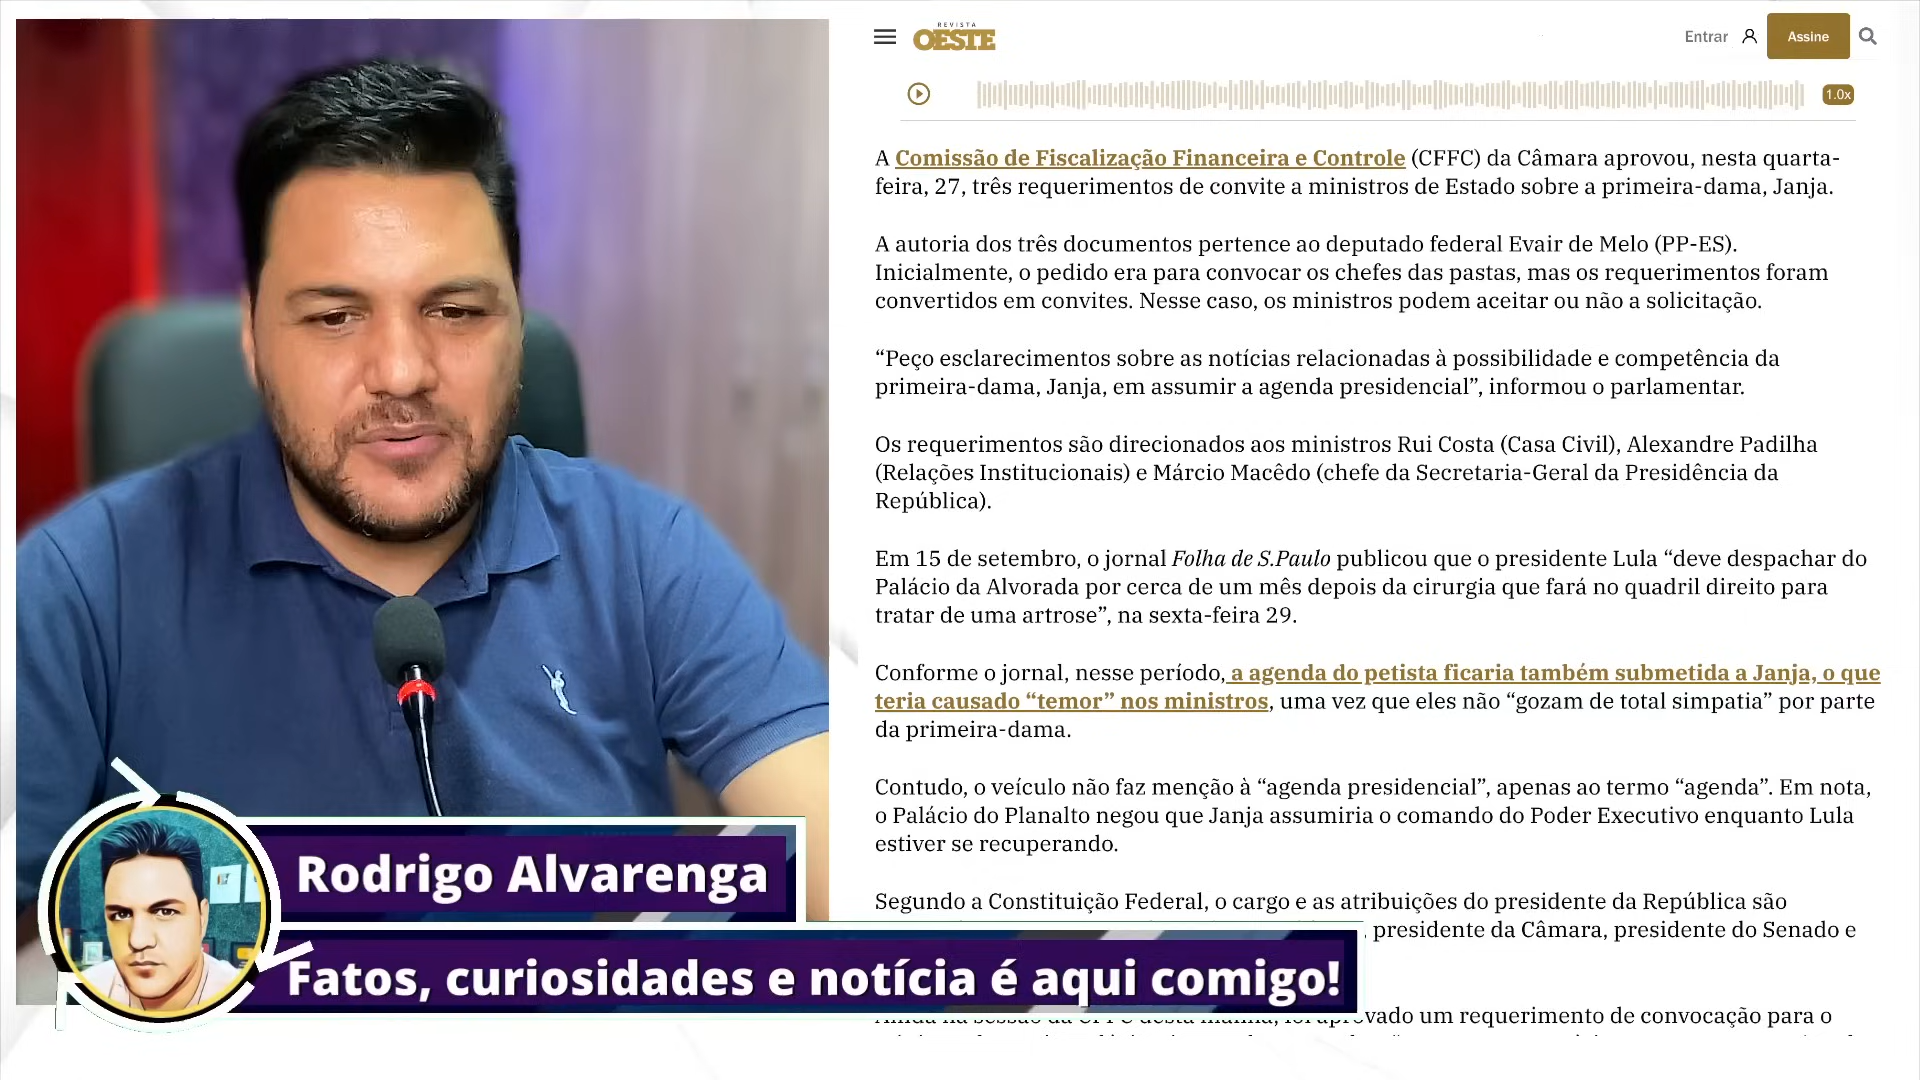 REVISTA
OESTE
Entrar
Assine
1.0x
A Comissão de Fiscalização Financeira e Controle (CFFC) da Câmara aprovou, nesta quarta-
feira, 27, três requerimentos de convite a ministros de Estado sobre a primeira-dama, Janja.
A autoria dos três documentos pertence ao deputado federal Evair de Melo (PP-ES).
Inicialmente, o pedido era para convocar os chefes das pastas, mas os requerimentos foram
convertidos em convites. Nesse caso, os ministros podem aceitar ou não a solicitação.
“Peço esclarecimentos sobre as notícias relacionadas à possibilidade e competência da
primeira-dama, Janja, em assumir a agenda presidencial”, informou o parlamentar.
Os requerimentos são direcionados aos ministros Rui Costa (Casa Civil), Alexandre Padilha
(Relações Institucionais) e Márcio Macêdo (chefe da Secretaria-Geral da Presidência da
República).
Em 15 de setembro, o jornal Folha de S.Paulo publicou que o presidente Lula “deve despachar do
Palácio da Alvorada por cerca de um mês depois da cirurgia que fará no quadril direito para
tratar de uma artrose”, na sexta-feira 29.
Conforme o jornal, nesse período, a agenda do petista ficaria também submetida a Janja, o que
teria causado “temor” nos ministros, uma vez que eles não “gozam de total simpatia” por parte
da primeira-dama.
Contudo, o veículo não faz menção à “agenda presidencial”, apenas ao termo “agenda”. Em nota,
o Palácio do Planalto negou que Janja assumiria o comando do Poder Executivo enquanto Lula
estiver se recuperando.
Segundo a Constituição Federal, o cargo e as atribuições do presidente da República são
, presidente da Câmara, presidente do Senado e
um requerimento de convocação para o
Rodrigo Alvarenga
Fatos, curiosidades e notícia é aqui comigo!